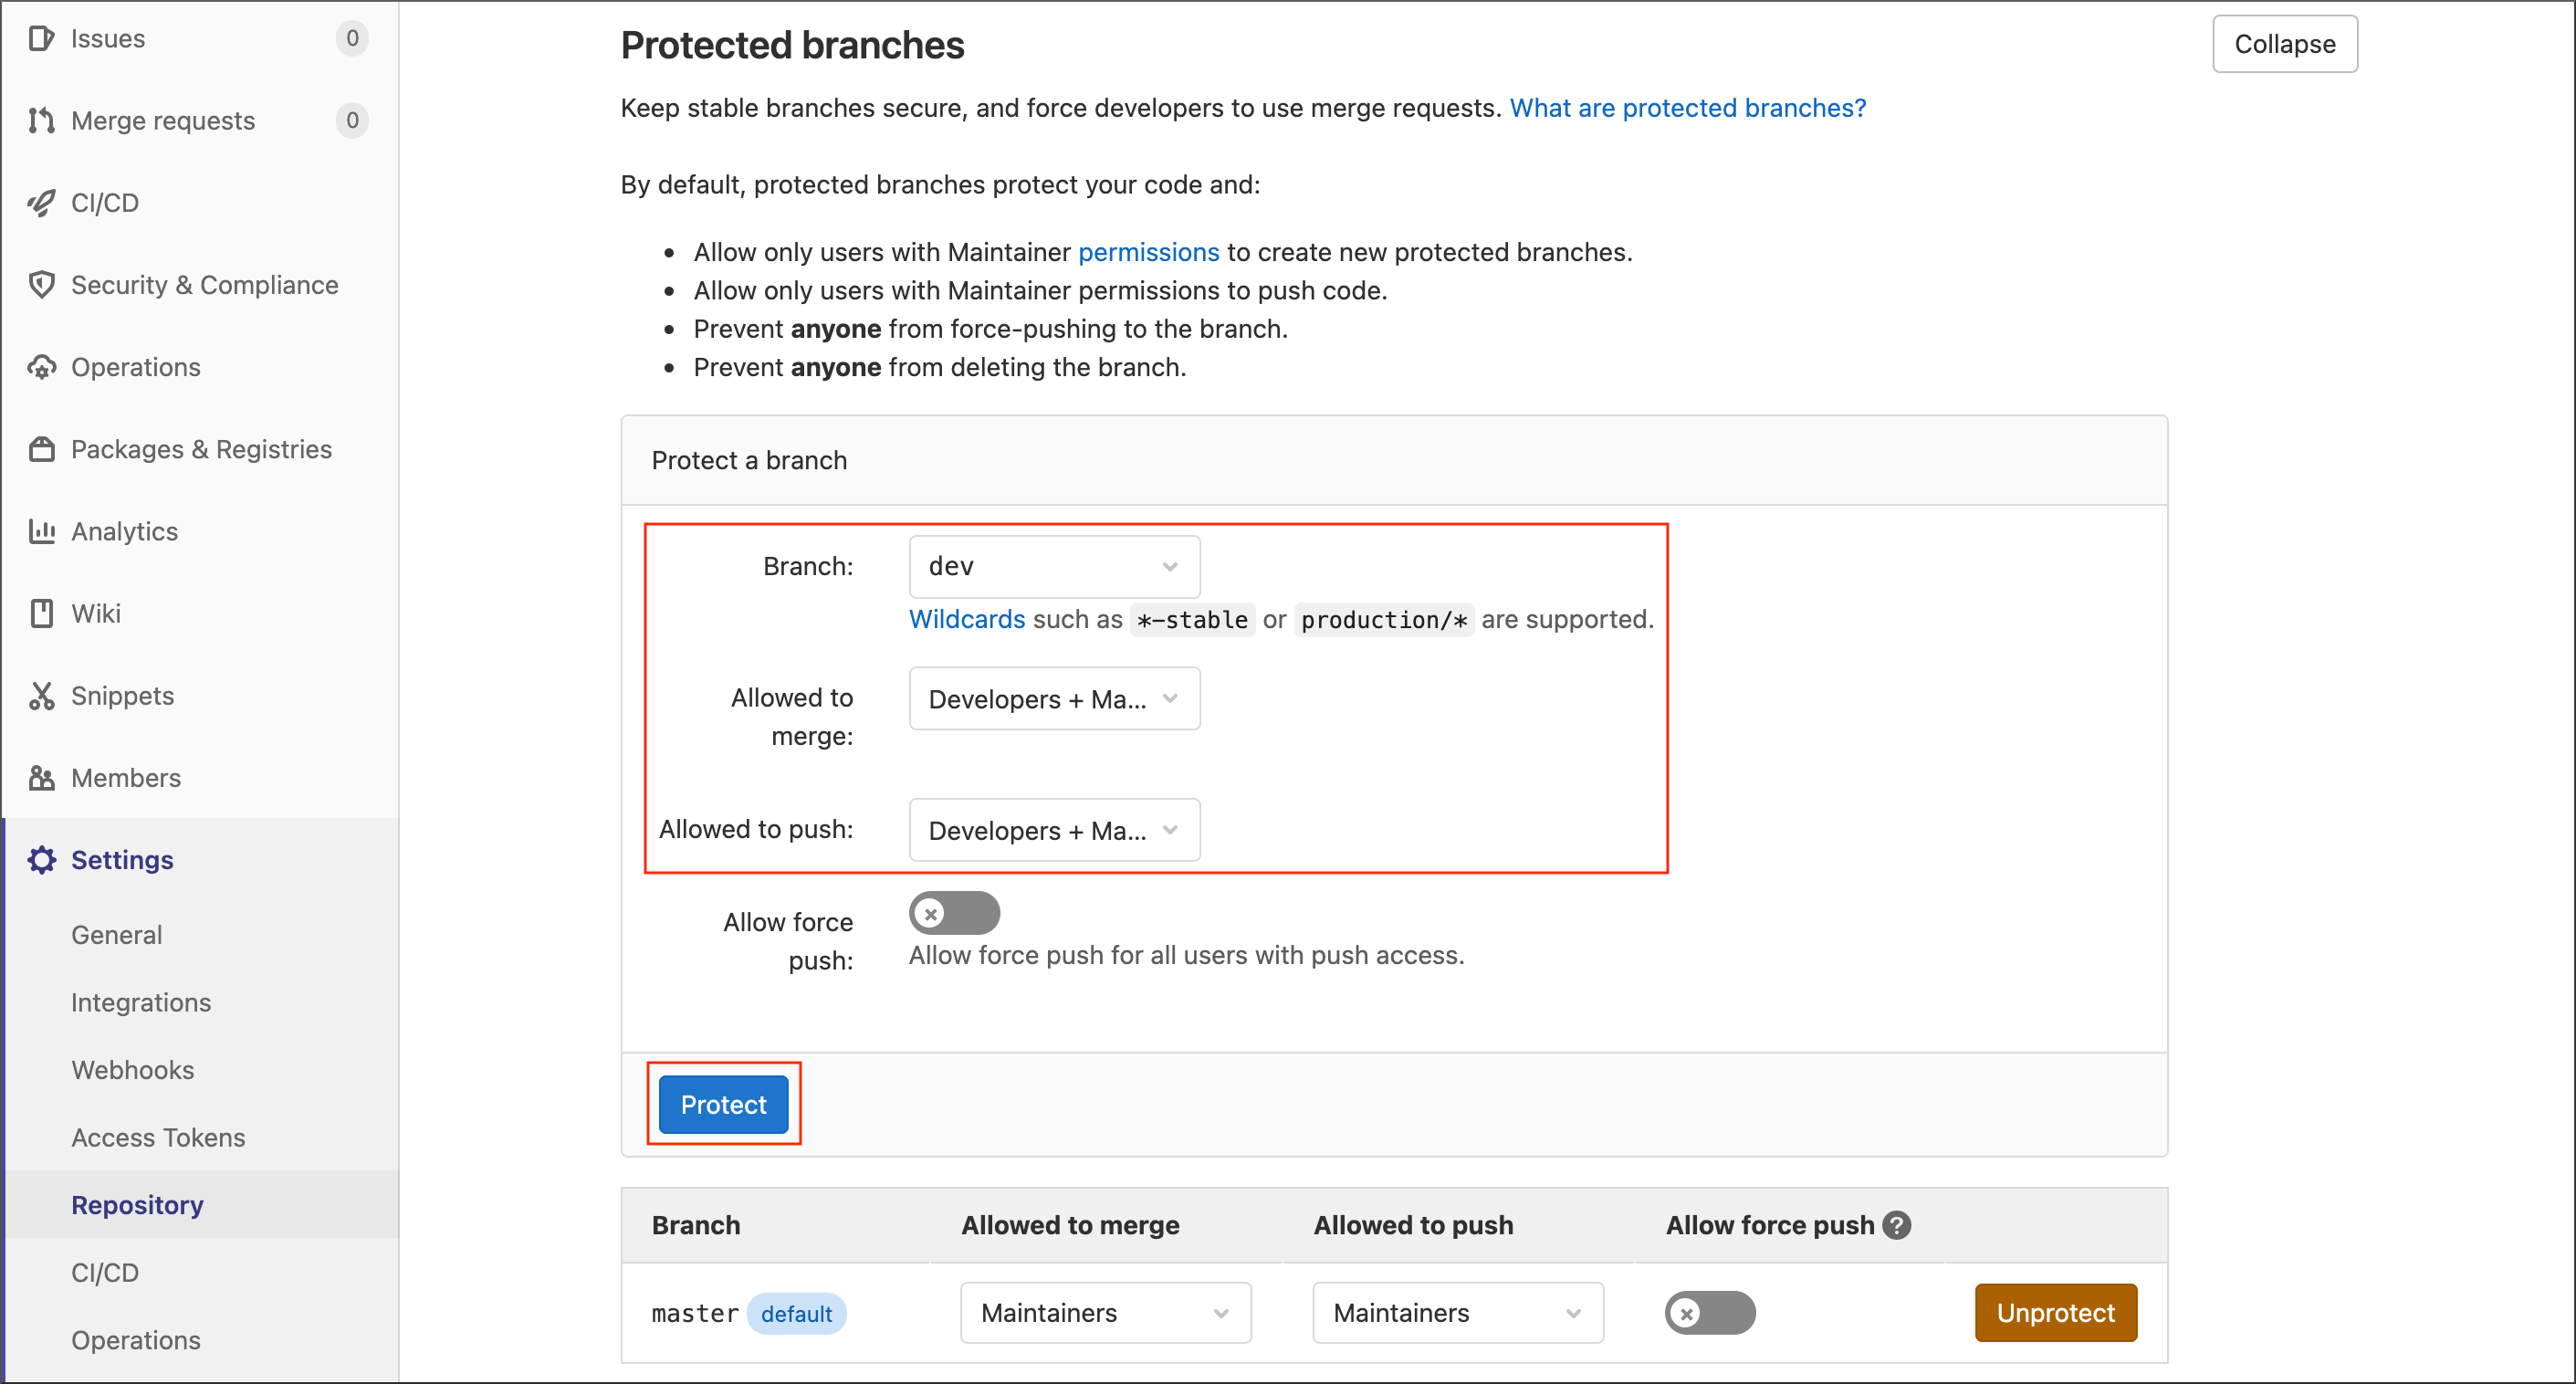 Issues 0
Merge requests 0
CI/CD
Security & Compliance
Operations
Packages & Registries
Analytics
Wiki
Snippets
Members
Settings
General
Integrations
Webhooks
Access Tokens
Repository
CI/CD
Operations
Protected branches
Collapse
Keep stable branches secure, and force developers to use merge requests. What are protected branches?
By default, protected branches protect your code and:
Allow only users with Maintainer permissions to create new protected branches.
Allow only users with Maintainer permissions to push code.
Prevent anyone from force-pushing to the branch.
Prevent anyone from deleting the branch.
Protect a branch
Branch: dev
Wildcards such as *-stable or production/* are supported.
Allowed to
merge:
Developers + Ma...
Allowed to push: Developers + Ma...
Allow force
push:
Allow force push for all users with push access.
Protect
Branch Allowed to merge Allowed to push Allow force push ?
master default Maintainers Maintainers Unprotect